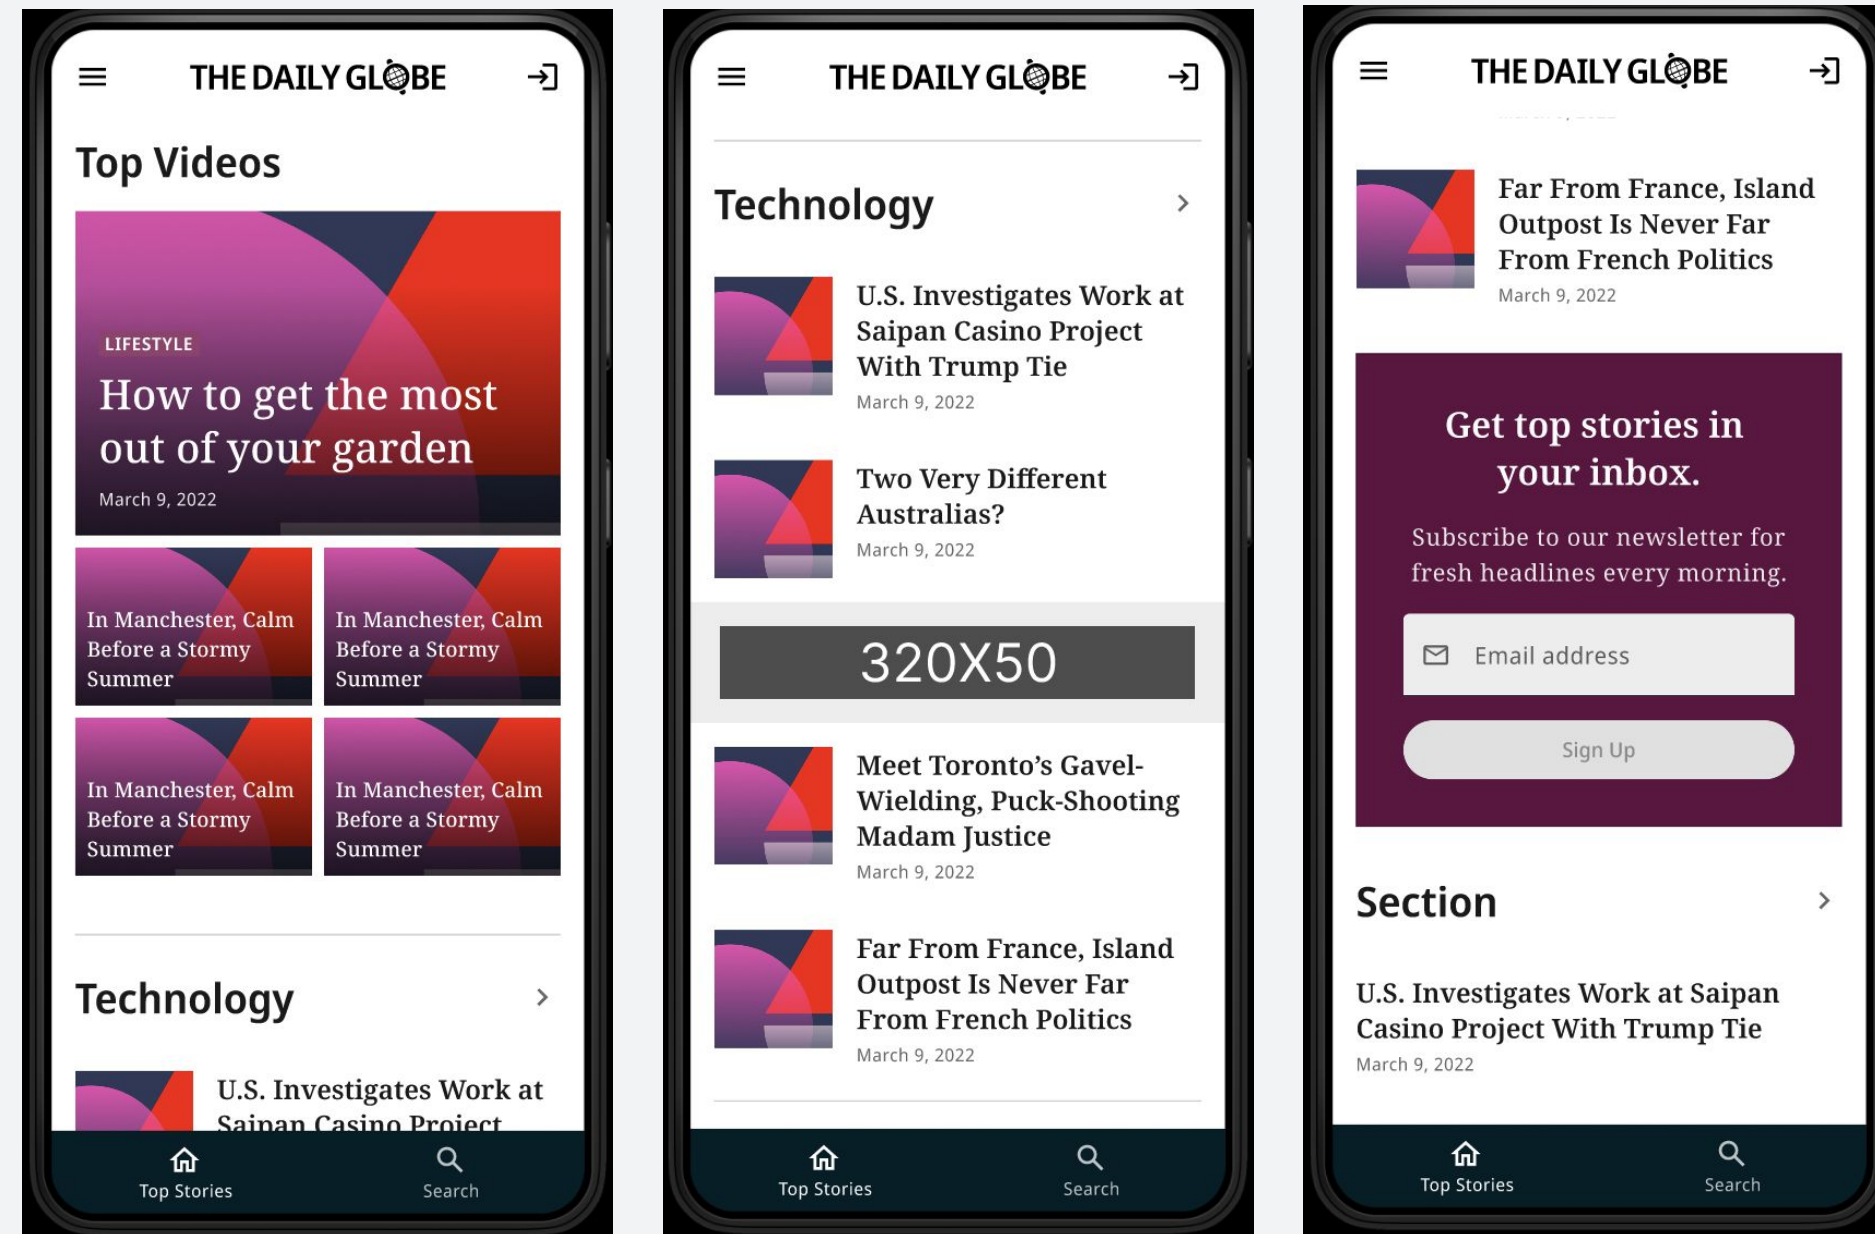 THE DAILY GLOBE
Top Videos
LIFESTYLE
How to get the most
out of your garden
March 9, 2022
In Manchester, Calm
Before a Stormy
Summer
In Manchester, Calm
Before a Stormy
Summer
In Manchester, Calm
Before a Stormy
Summer
In Manchester, Calm
Before a Stormy
Summer
Technology
U.S. Investigates Work at
Saipan Casino Project
Top Stories
Search
THE DAILY GLOBE
Technology
U.S. Investigates Work at
Saipan Casino Project
With Trump Tie
March 9, 2022
Two Very Different
Australias?
March 9, 2022
320X50
Meet Toronto’s Gavel-
Wielding, Puck-Shooting
Madam Justice
March 9, 2022
Far From France, Island
Outpost Is Never Far
From French Politics
March 9, 2022
Top Stories
Search
THE DAILY GLOBE
Far From France, Island
Outpost Is Never Far
From French Politics
March 9, 2022
Get top stories in
your inbox.
Subscribe to our newsletter for
fresh headlines every morning.
Email address
Sign Up
Section
U.S. Investigates Work at Saipan
Casino Project With Trump Tie
March 9, 2022
Top Stories
Search